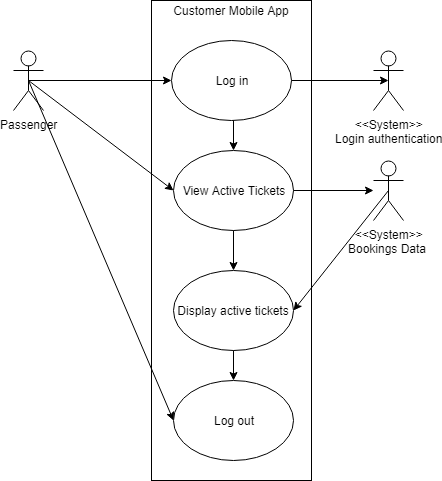 Customer Mobile App
Log in
Passenger
<<System>>
Login authentication
View Active Tickets
<<System>>
Bookings Data
Display active tickets
Log out